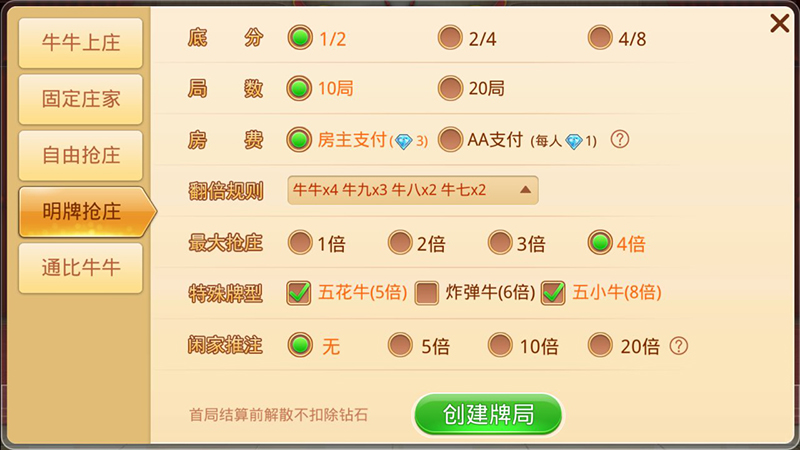 牛牛上庄
固定庄家
自由抢庄
明牌抢庄
通比牛牛
底 分 1/2 2/4 4/8
局 数 10局 20局
房 费 房主支付(3) AA支付 (每人1) ?
翻倍规则 牛牛x4 牛九x3 牛八x2 牛七x2
最大抢庄 1倍 2倍 3倍 4倍
特殊牌型 五花牛(5倍) 炸弹牛(6倍) 五小牛(8倍)
闲家推注 无 5倍 10倍 20倍 ?
首局结算前解散不扣除钻石
创建牌局